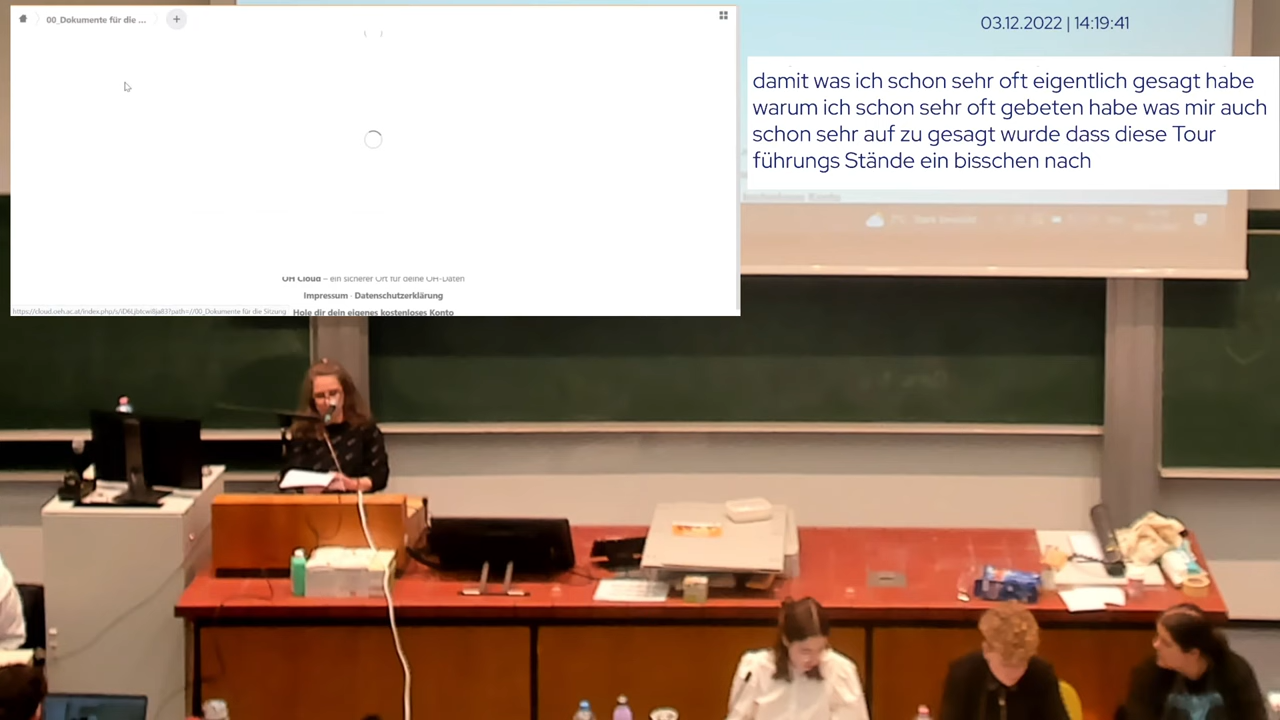 00_Dokumente für die ...
+
03.12.2022 | 14:19:41
damit was ich schon sehr oft eigentlich gesagt habe
warum ich schon sehr oft gebeten habe was mir auch
schon sehr auf zu gesagt wurde dass diese Tour
führungs Stände ein bisschen nach
ÖH Cloud – ein sicherer Ort für deine ÖH-Daten
Impressum · Datenschutzerklärung
Hole dir dein eigenes kostenloses Konto